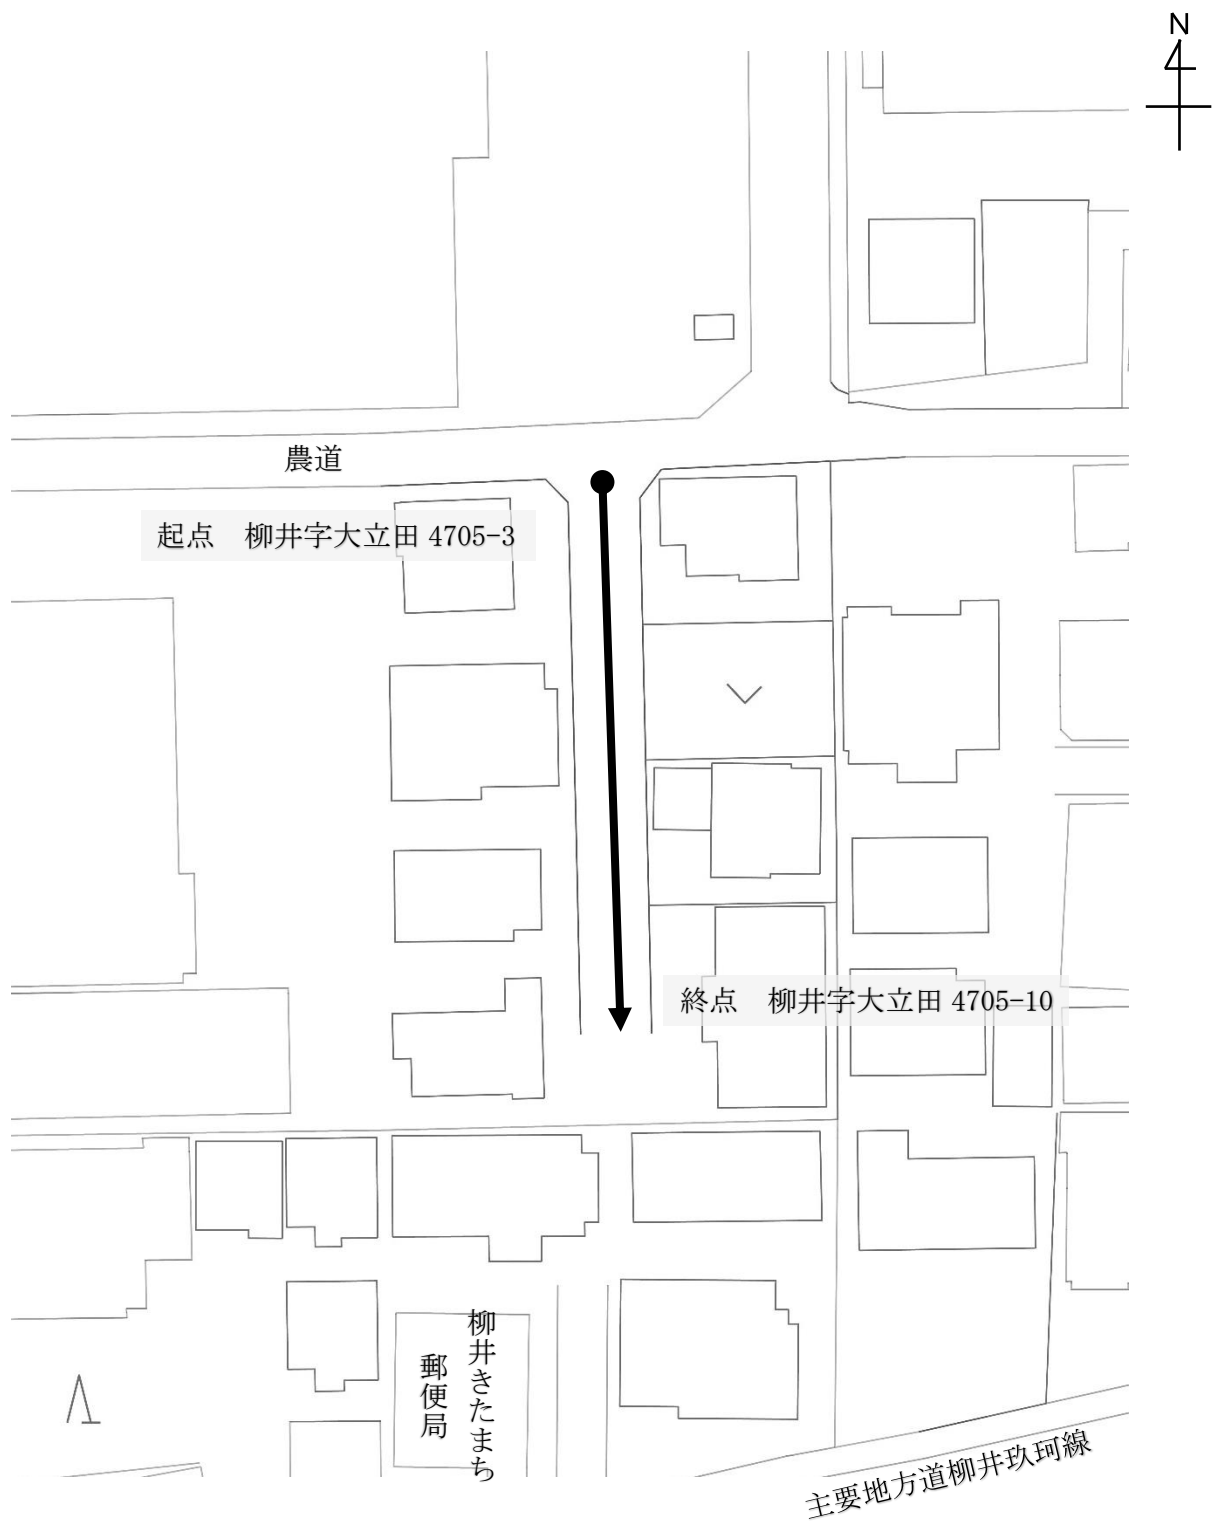 N
農道
起点　柳井字大立田 4705-3
終点　柳井字大立田 4705-10
柳井きたまち
郵便局
主要地方道柳井玖珂線